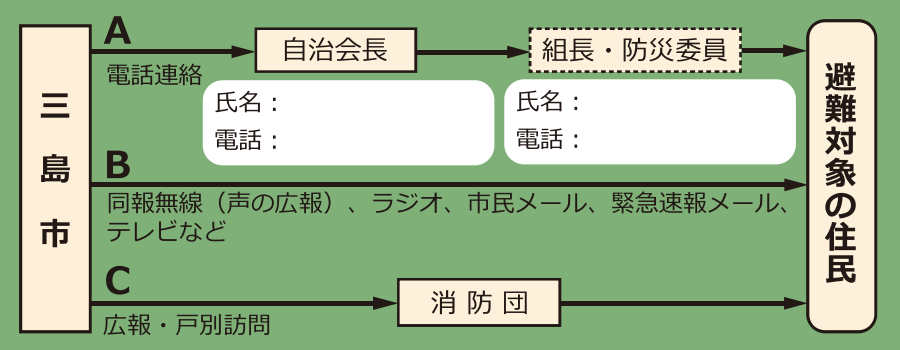 三島市
A
電話連絡
自治会長
組長・防災委員
氏名：
電話：
氏名：
電話：
B
同報無線（声の広報）、ラジオ、市民メール、緊急速報メール、
テレビなど
C
広報・戸別訪問
消防団
避難対象の住民